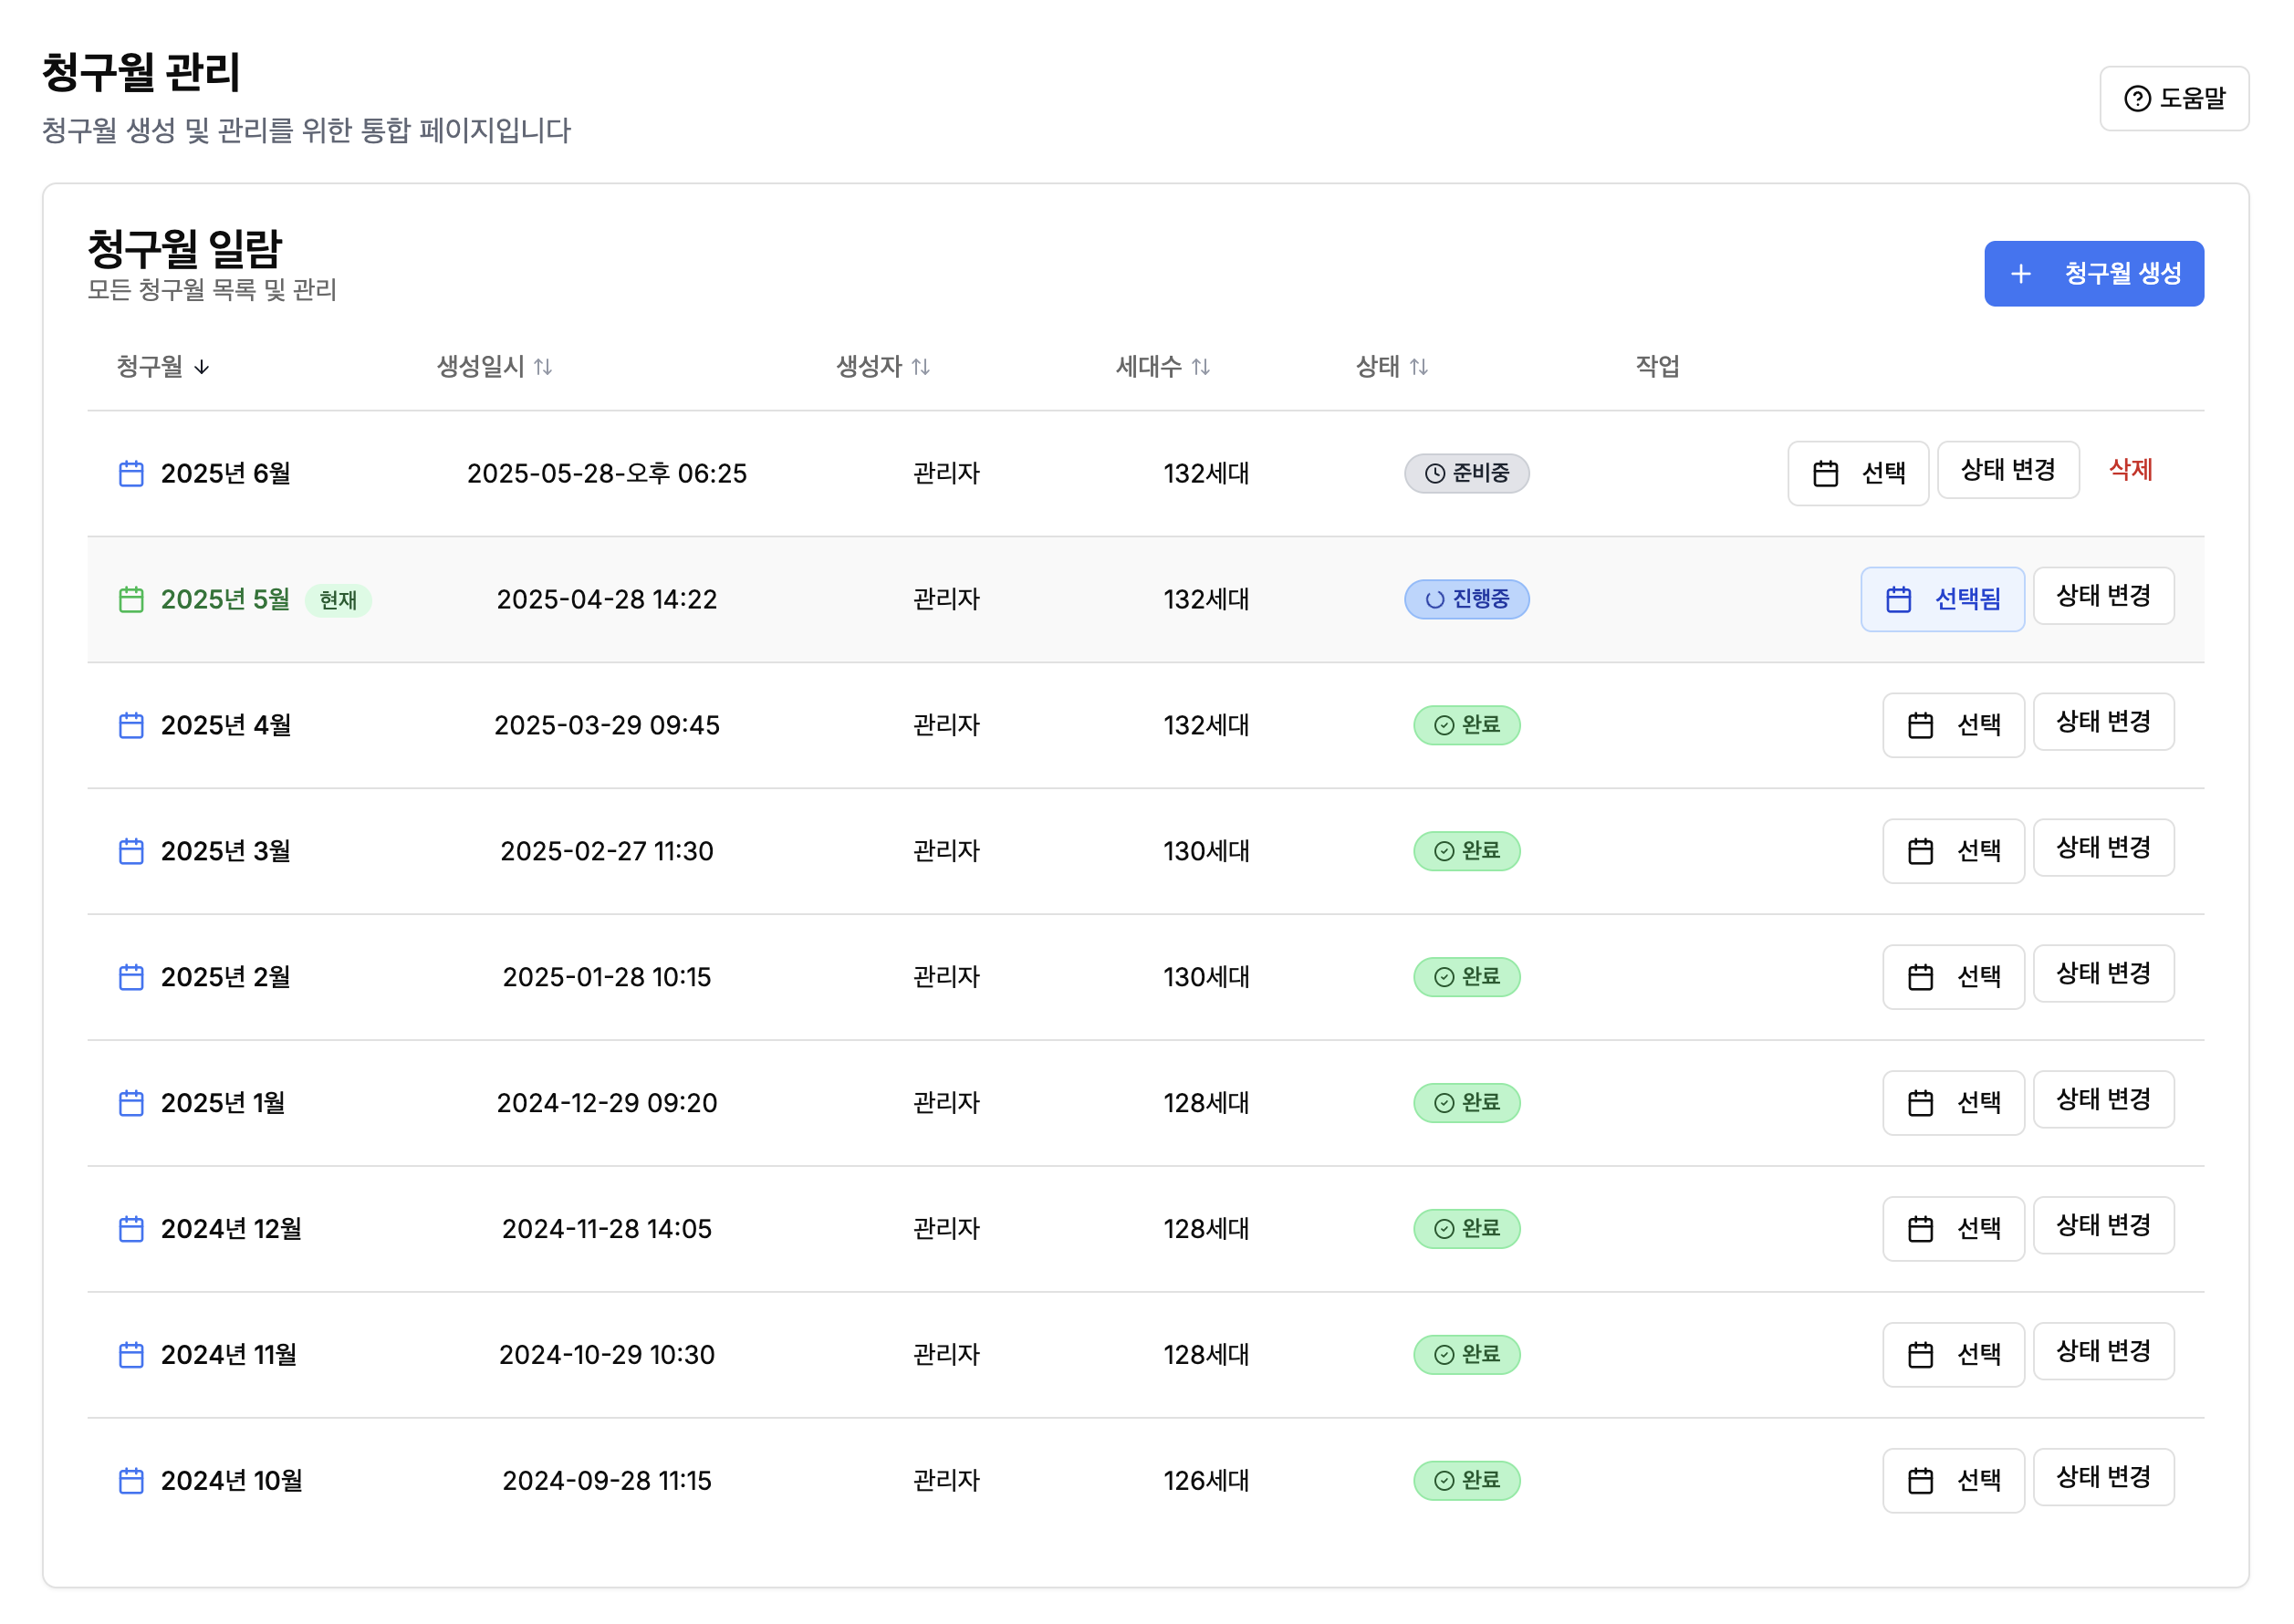 청구월 관리
청구월 생성 및 관리를 위한 통합 페이지입니다
도움말
청구월 일람
모든 청구월 목록 및 관리
청구월 생성
청구월 생성일시 생성자 세대수 상태 작업
2025년 6월 2025-05-28-오후 06:25 관리자 132세대 준비중 선택 상태 변경 삭제
2025년 5월 현재 2025-04-28 14:22 관리자 132세대 진행중 선택됨 상태 변경
2025년 4월 2025-03-29 09:45 관리자 132세대 완료 선택 상태 변경
2025년 3월 2025-02-27 11:30 관리자 130세대 완료 선택 상태 변경
2025년 2월 2025-01-28 10:15 관리자 130세대 완료 선택 상태 변경
2025년 1월 2024-12-29 09:20 관리자 128세대 완료 선택 상태 변경
2024년 12월 2024-11-28 14:05 관리자 128세대 완료 선택 상태 변경
2024년 11월 2024-10-29 10:30 관리자 128세대 완료 선택 상태 변경
2024년 10월 2024-09-28 11:15 관리자 126세대 완료 선택 상태 변경